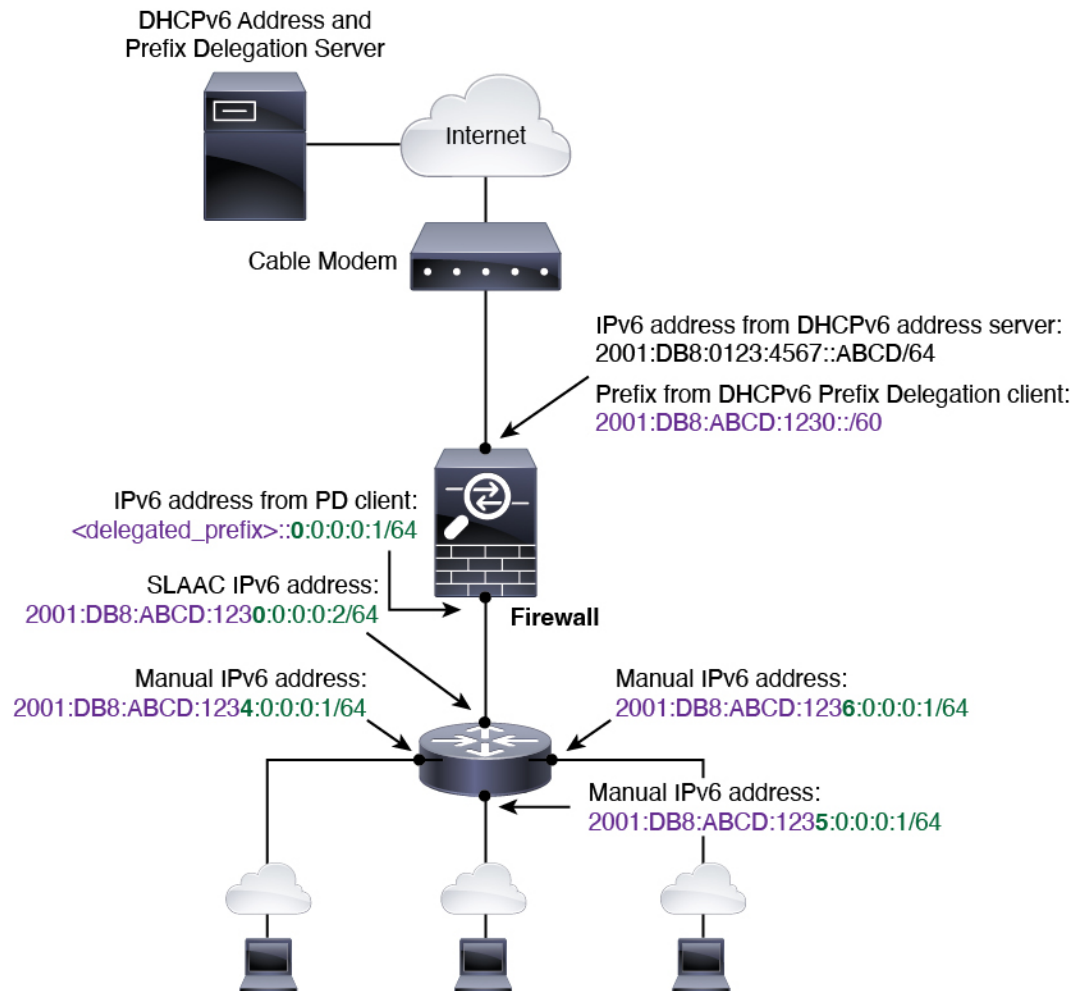 DHCPv6 Address and
Prefix Delegation Server
Internet
Cable Modem
IPv6 address from DHCPv6 address server:
2001:DB8:0123:4567::ABCD/64
Prefix from DHCPv6 Prefix Delegation client:
2001:DB8:ABCD:1230::/60
IPv6 address from PD client:
<delegated_prefix>::0:0:0:0:1/64
SLAAC IPv6 address:
2001:DB8:ABCD:1230:0:0:0:2/64
Firewall
Manual IPv6 address:
2001:DB8:ABCD:1234:0:0:0:1/64
Manual IPv6 address:
2001:DB8:ABCD:1236:0:0:0:1/64
Manual IPv6 address:
2001:DB8:ABCD:1235:0:0:0:1/64